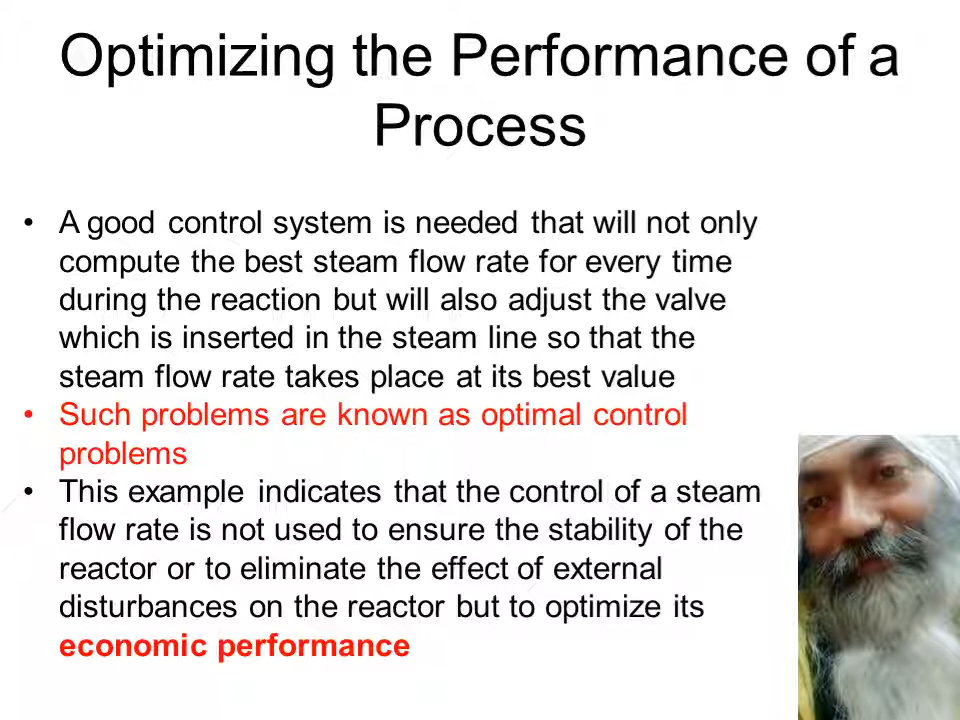 Optimizing the Performance of a
Process
• A good control system is needed that will not only
compute the best steam flow rate for every time
during the reaction but will also adjust the valve
which is inserted in the steam line so that the
steam flow rate takes place at its best value
• Such problems are known as optimal control
problems
• This example indicates that the control of a steam
flow rate is not used to ensure the stability of the
reactor or to eliminate the effect of external
disturbances on the reactor but to optimize its
economic performance